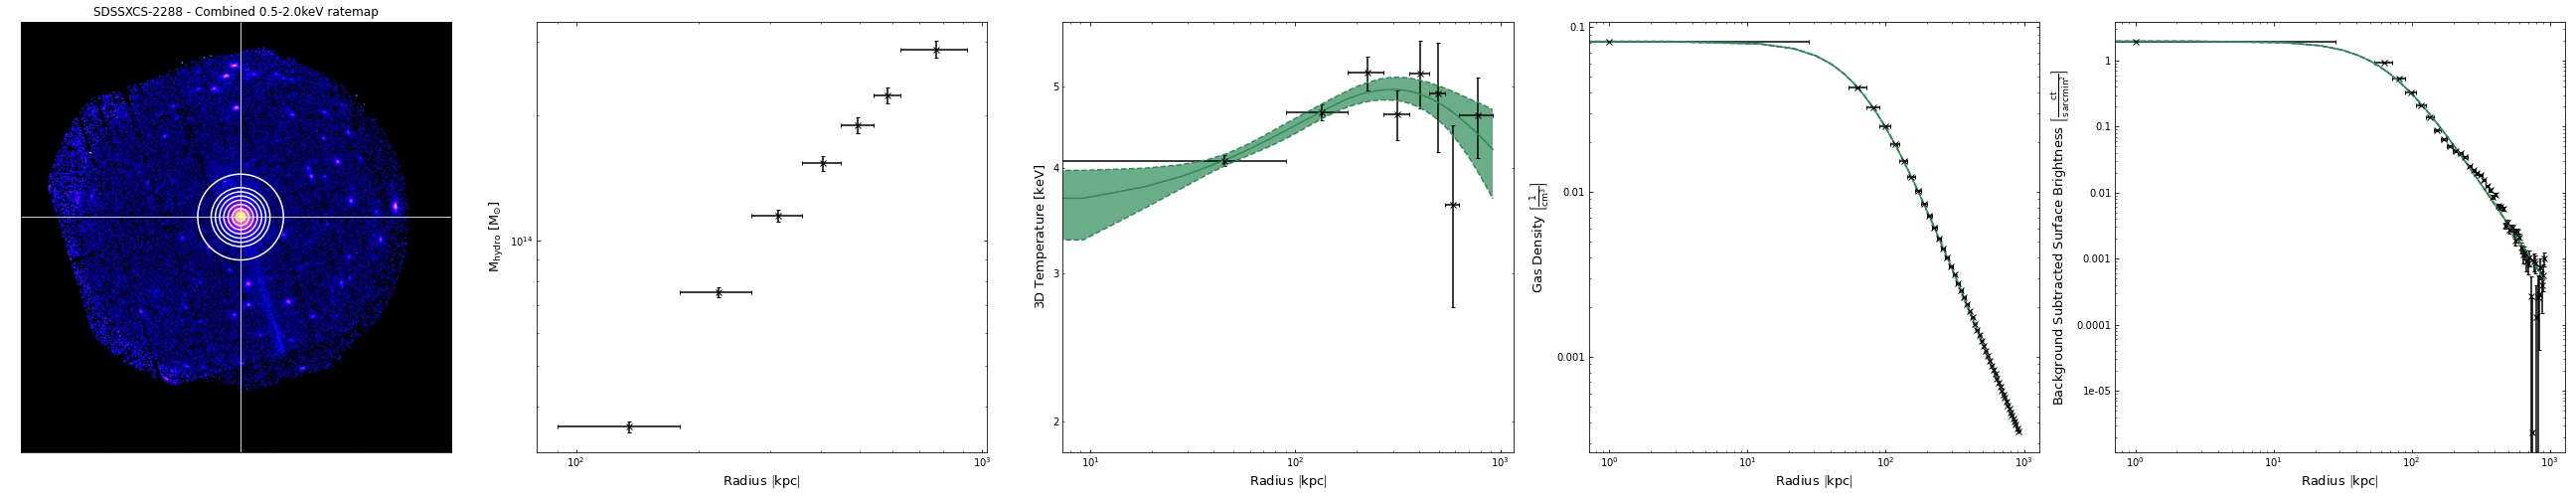 SDSSXCS-2288 - Combined 0.5-2.0keV ratemap
M_hydro [M_⊙]
10^14
10^2
10^3
Radius [kpc]
3D Temperature [keV]
5
4
3
2
10^1
10^2
10^3
Radius [kpc]
Gas Density [1/cm^3]
0.1
0.01
0.001
10^0
10^1
10^2
10^3
Radius [kpc]
Background Subtracted Surface Brightness [ct/s arcmin^2]
1
0.1
0.01
0.001
0.0001
1e-05
10^0
10^1
10^2
10^3
Radius [kpc]